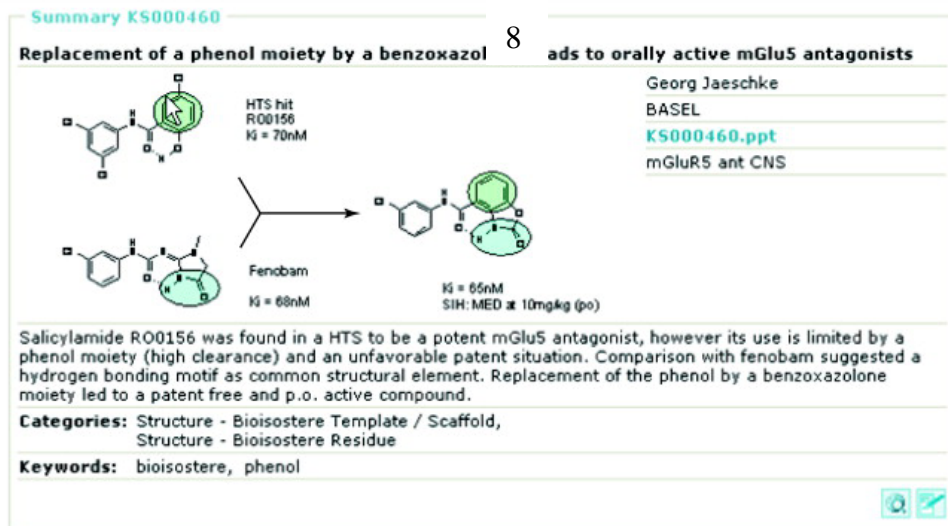 Summary KS000460
8
Replacement of a phenol moiety by a benzoxazol ads to orally active mGlu5 antagonists
Georg Jaeschke
BASEL
KS000460.ppt
mGluR5 ant CNS
HTS hit
RO0156
Ki = 70nM
Fenobam
Ki = 68nM
Ki = 65nM
SIH: MED at 10mg/kg (po)
Salicylamide RO0156 was found in a HTS to be a potent mGlu5 antagonist, however its use is limited by a
phenol moiety (high clearance) and an unfavorable patent situation. Comparison with fenobam suggested a
hydrogen bonding motif as common structural element. Replacement of the phenol by a benzoxazolone
moiety led to a patent free and p.o. active compound.
Categories: Structure - Bioisostere Template / Scaffold,
Structure - Bioisostere Residue
Keywords: bioisostere, phenol